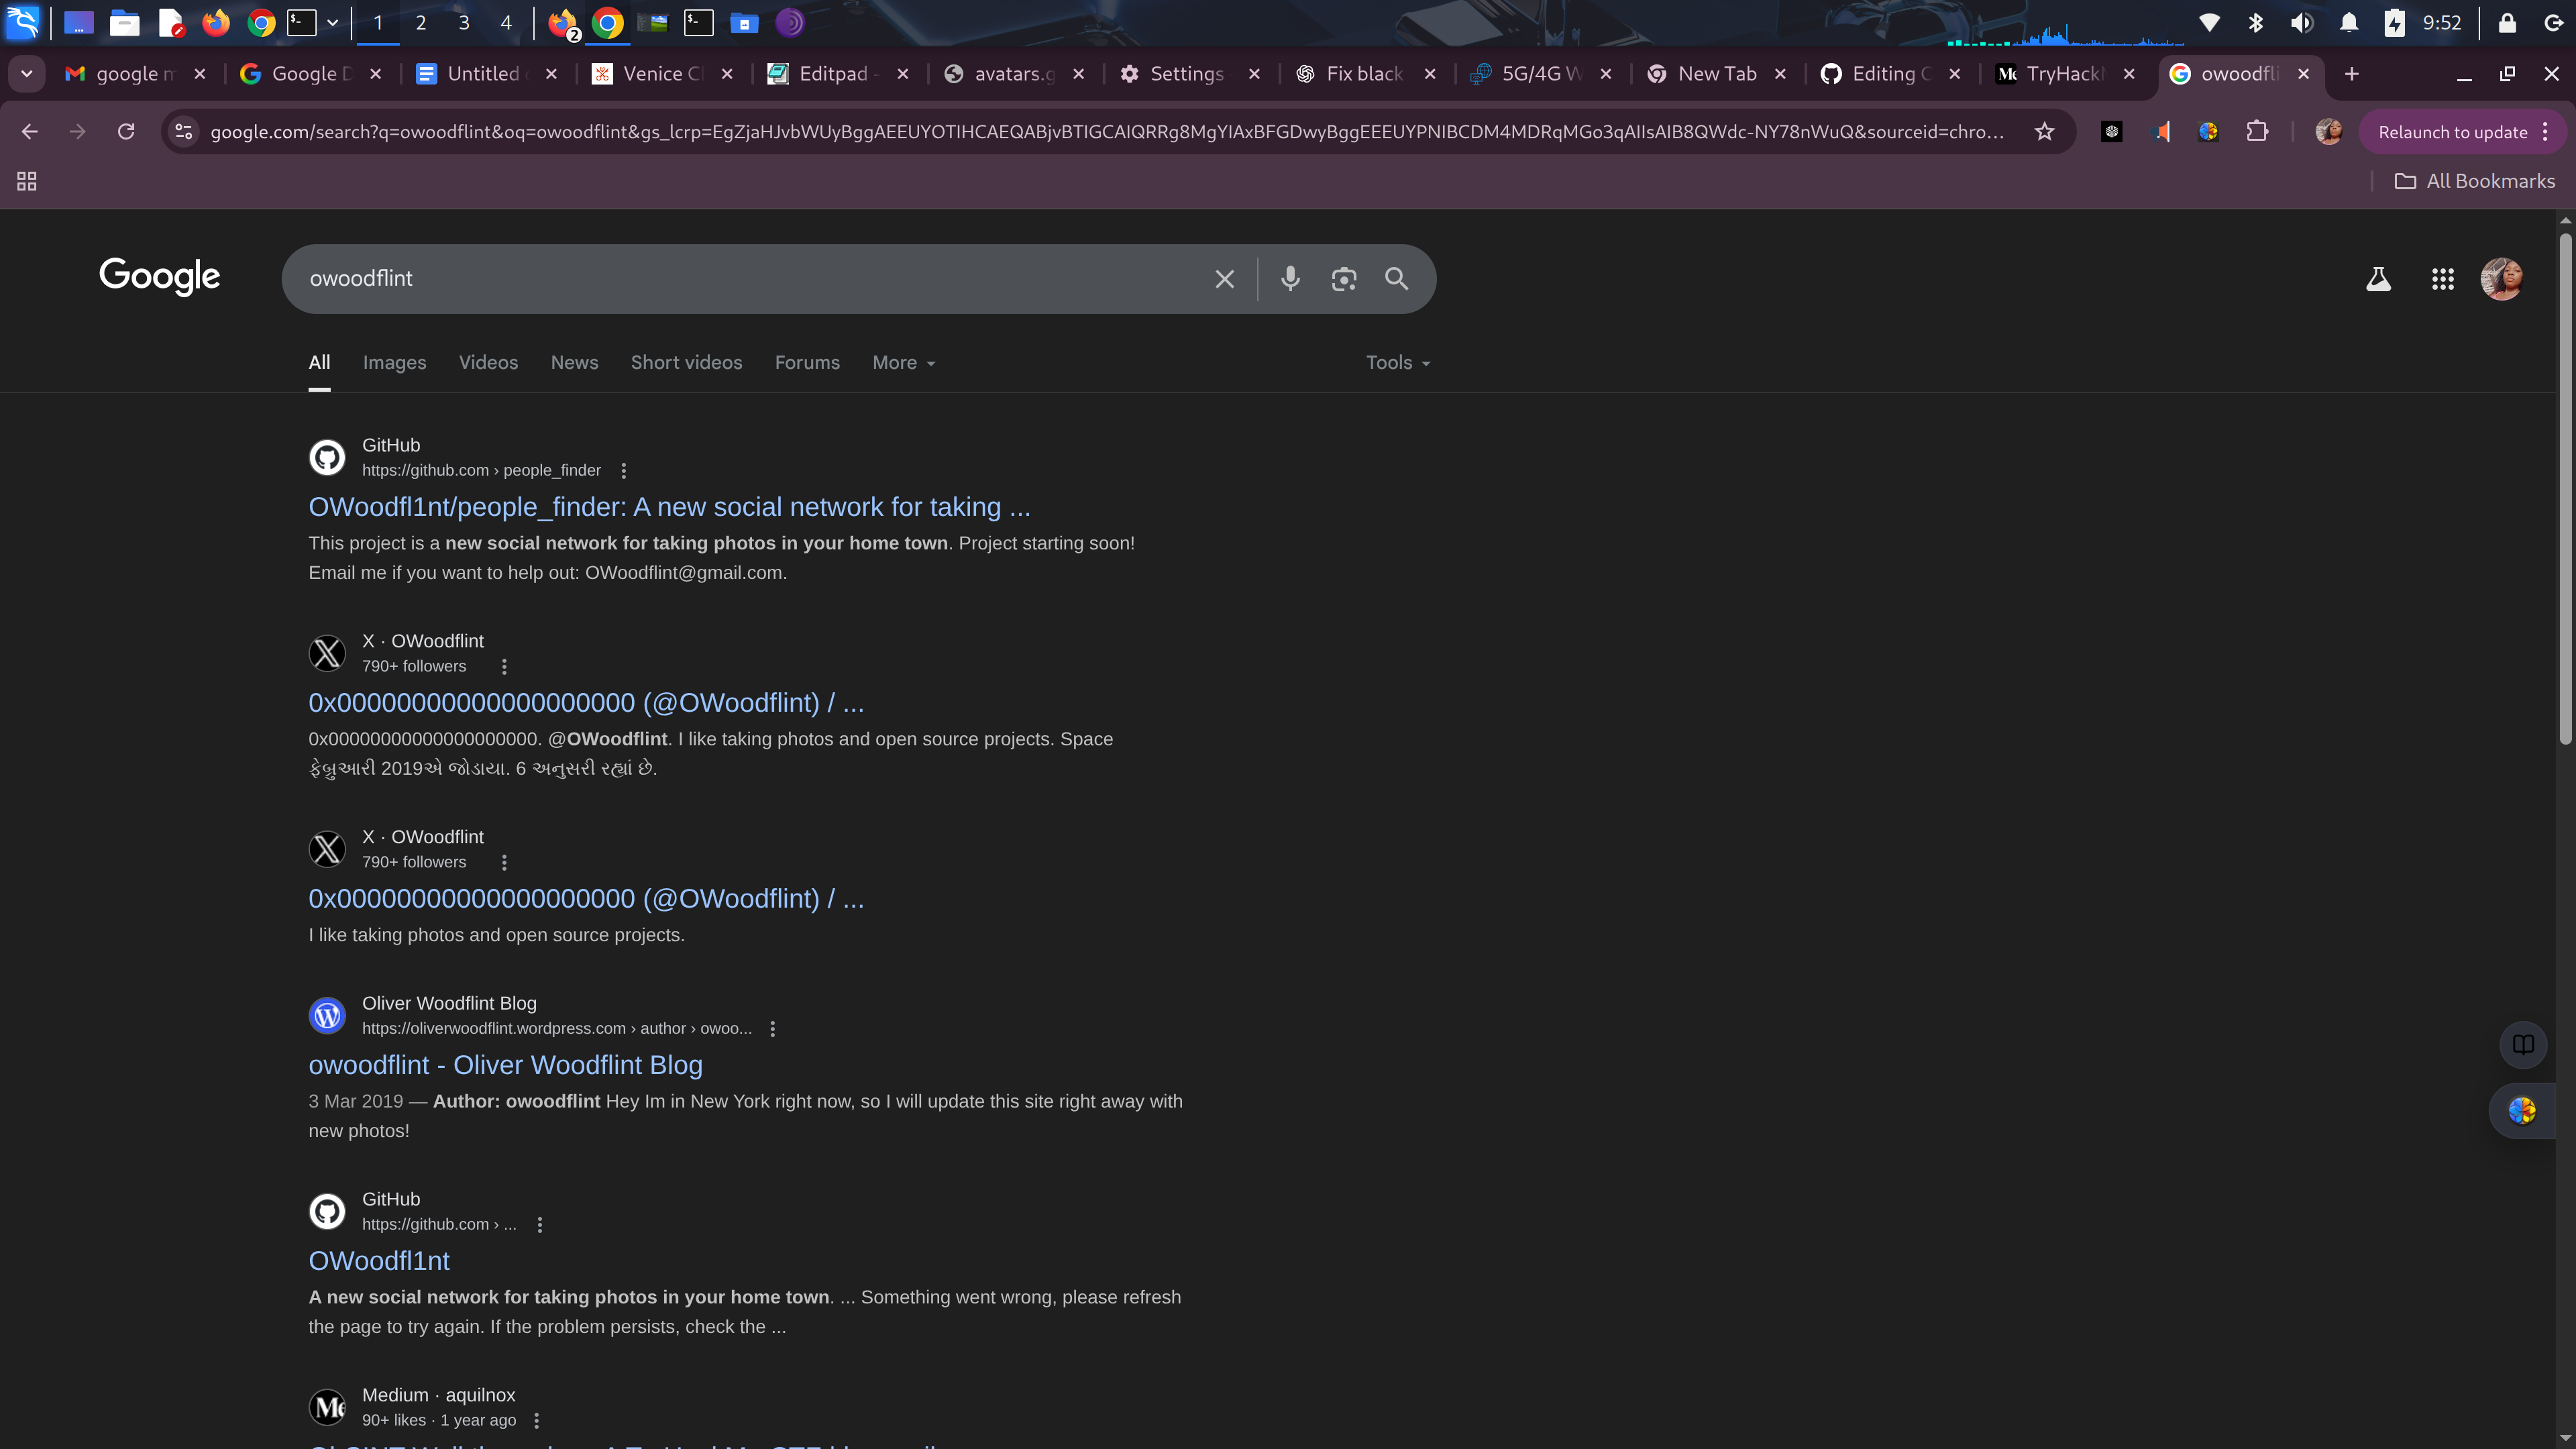 1 2 3 4 2 9:52
google m Google D Untitled Venice Cl Editpad - avatars.g Settings Fix black 5G/4G W New Tab Editing C TryHack owoodfli
google.com/search?q=owoodflint&oq=owoodflint&gs_lcrp=EgZjaHJvbWUyBggAEEUYOTIHCAEQABjvBTIGCAIQRRg8MgYIAxBFGDwyBggEEEUYPNIBCDM4MDRqMGo3qAIIsAIB8QWdc-NY78nWuQ&sourceid=chro... Relaunch to update
All Bookmarks
Google owoodflint
All Images Videos News Short videos Forums More Tools
GitHub
https://github.com › people_finder
OWoodfl1nt/people_finder: A new social network for taking ...
This project is a new social network for taking photos in your home town. Project starting soon!
Email me if you want to help out: OWoodflint@gmail.com.
X · OWoodflint
790+ followers
0x00000000000000000000 (@OWoodflint) / ...
0x00000000000000000000. @OWoodflint. I like taking photos and open source projects. Space
ફેબ્રુઆરી 2019એ જોડાયા. 6 અનુસરી રહ્યાં છે.
X · OWoodflint
790+ followers
0x00000000000000000000 (@OWoodflint) / ...
I like taking photos and open source projects.
Oliver Woodflint Blog
https://oliverwoodflint.wordpress.com › author › owoo...
owoodflint - Oliver Woodflint Blog
3 Mar 2019 — Author: owoodflint Hey Im in New York right now, so I will update this site right away with
new photos!
GitHub
https://github.com › ...
OWoodfl1nt
A new social network for taking photos in your home town. ... Something went wrong, please refresh
the page to try again. If the problem persists, check the ...
Medium · aquilnox
90+ likes · 1 year ago